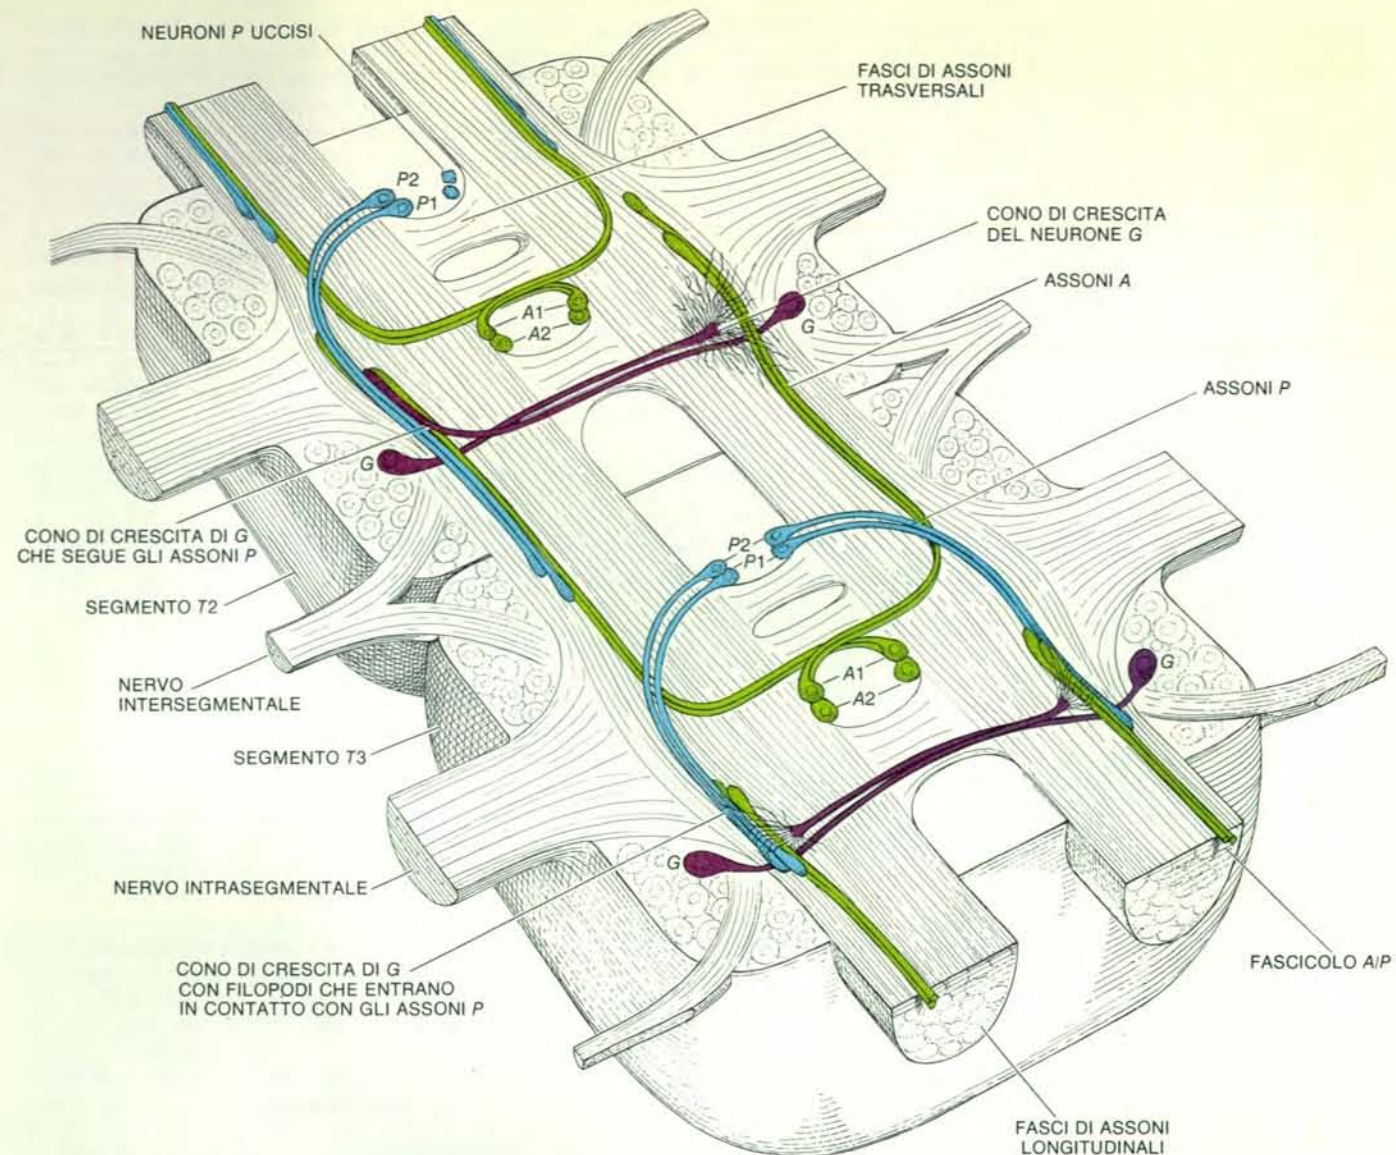 NEURONI P UCCISI
FASCI DI ASSONI
TRASVERSALI
P2
P1
CONO DI CRESCITA
DEL NEURONE G
ASSONI A
A1
A2
G
ASSONI P
G
CONO DI CRESCITA DI G
CHE SEGUE GLI ASSONI P
P2
P1
SEGMENTO T2
A1
A2
G
NERVO
INTERSEGMENTALE
SEGMENTO T3
G
NERVO INTRASEGMENTALE
CONO DI CRESCITA DI G
CON FILOPODI CHE ENTRANO
IN CONTATTO CON GLI ASSONI P
FASCICOLO A/P
FASCI DI ASSONI
LONGITUDINALI